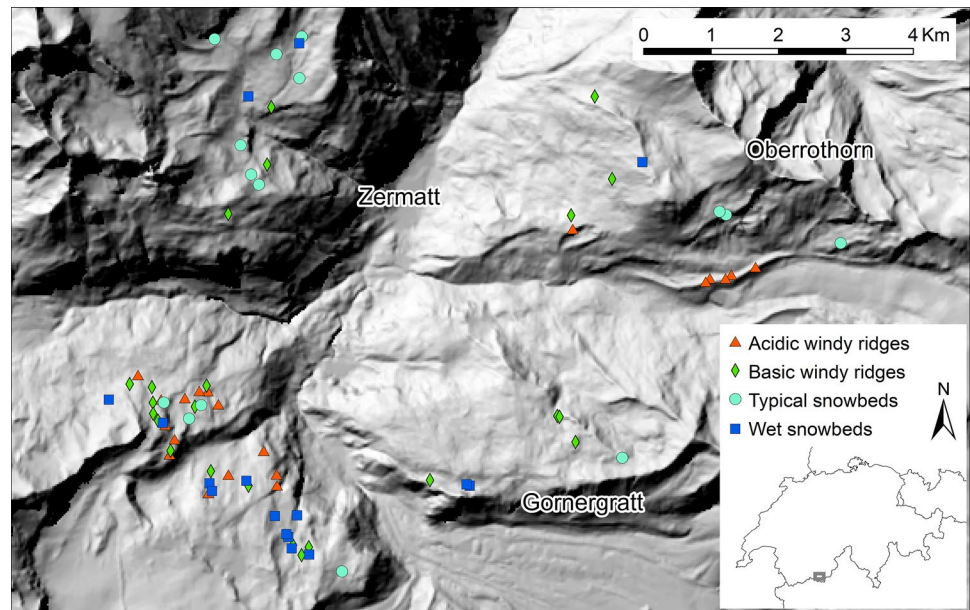 0 1 2 3 4 Km
Oberrothorn
Zermatt
Acidic windy ridges
Basic windy ridges
Typical snowbeds
Wet snowbeds
N
Gornergratt